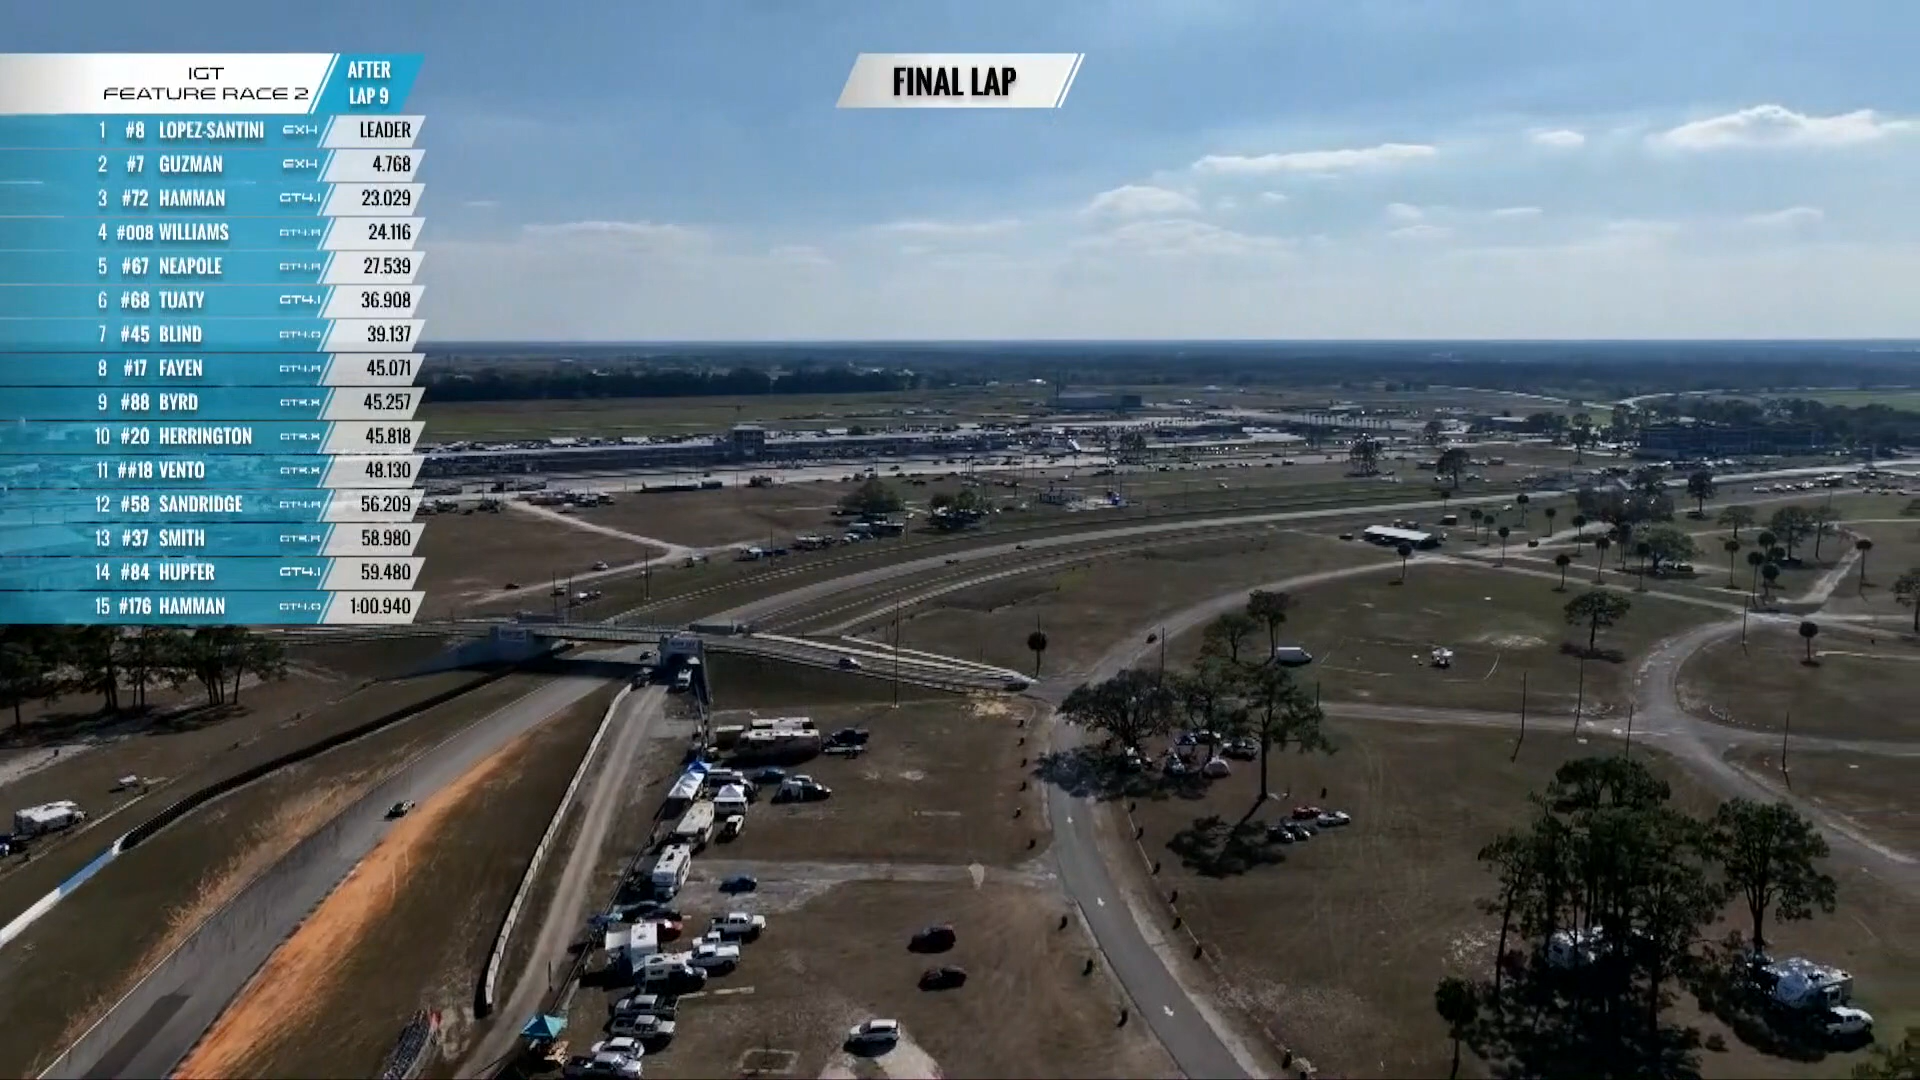 IGT
FEATURE RACE 2
AFTER
LAP 9
FINAL LAP
1 #8 LOPEZ-SANTINI EXH LEADER
2 #7 GUZMAN EXH 4.768
3 #72 HAMMAN GT4.I 23.029
4 #008 WILLIAMS 24.116
5 #67 NEAPOLE 27.539
6 #68 TUATY GT4.I 36.908
7 #45 BLIND 39.137
8 #17 FAYEN 45.071
9 #88 BYRD 45.257
10 #20 HERRINGTON 45.818
11 ##18 VENTO 48.130
12 #58 SANDRIDGE 56.209
13 #37 SMITH 58.980
14 #84 HUPFER GT4.I 59.480
15 #176 HAMMAN 1:00.940